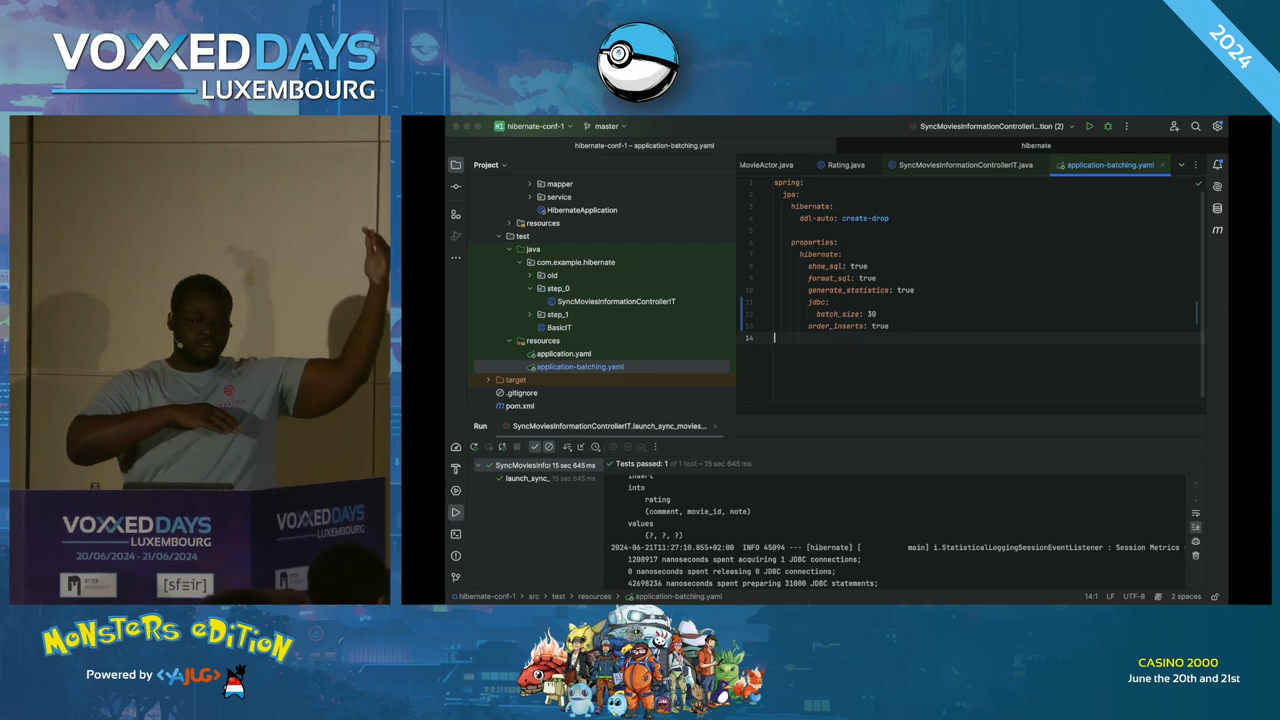 VOXXEDDAYS
LUXEMBOURG
2024
H1 hibernate-conf-1
master
SyncMoviesInformationControllerI...tion (2)
hibernate-conf-1 – application-batching.yaml
hibernate
Project
MovieActor.java
Rating.java
SyncMoviesInformationControllerIT.java
application-batching.yaml
mapper
service
HibernateApplication
resources
test
java
com.example.hibernate
old
step_0
SyncMoviesInformationControllerIT
step_1
BasicIT
resources
application.yaml
application-batching.yaml
target
.gitignore
pom.xml
1 spring:
2 jpa:
3 hibernate:
4 ddl-auto: create-drop
5
6 properties:
7 hibernate:
8 show_sql: true
9 format_sql: true
10 generate_statistics: true
11 jdbc:
12 batch_size: 30
13 order_inserts: true
14
Run
SyncMoviesInformationControllerIT.launch_sync_movies...
SyncMoviesInfor 15 sec 645 ms
launch_sync_ 15 sec 645 ms
Tests passed: 1 of 1 test – 15 sec 645 ms
insert
into
rating
(comment, movie_id, note)
values
(?, ?, ?)
2024-06-21T11:27:10.855+02:00 INFO 45094 --- [hibernate] [ main] i.StatisticalLoggingSessionEventListener : Session Metrics
1208917 nanoseconds spent acquiring 1 JDBC connections;
0 nanoseconds spent releasing 0 JDBC connections;
42698236 nanoseconds spent preparing 31000 JDBC statements;
hibernate-conf-1 > src > test > resources > application-batching.yaml
14:1 LF UTF-8 2 spaces
VOXXEDDAYS
LUXEMBOURG
20/06/2024 - 21/06/2024
[sfeir]
VOXXEDDAYS
LUXEMBOURG
MONSTERS EDITION
Powered by <YAJUG>
CASINO 2000
June the 20th and 21st